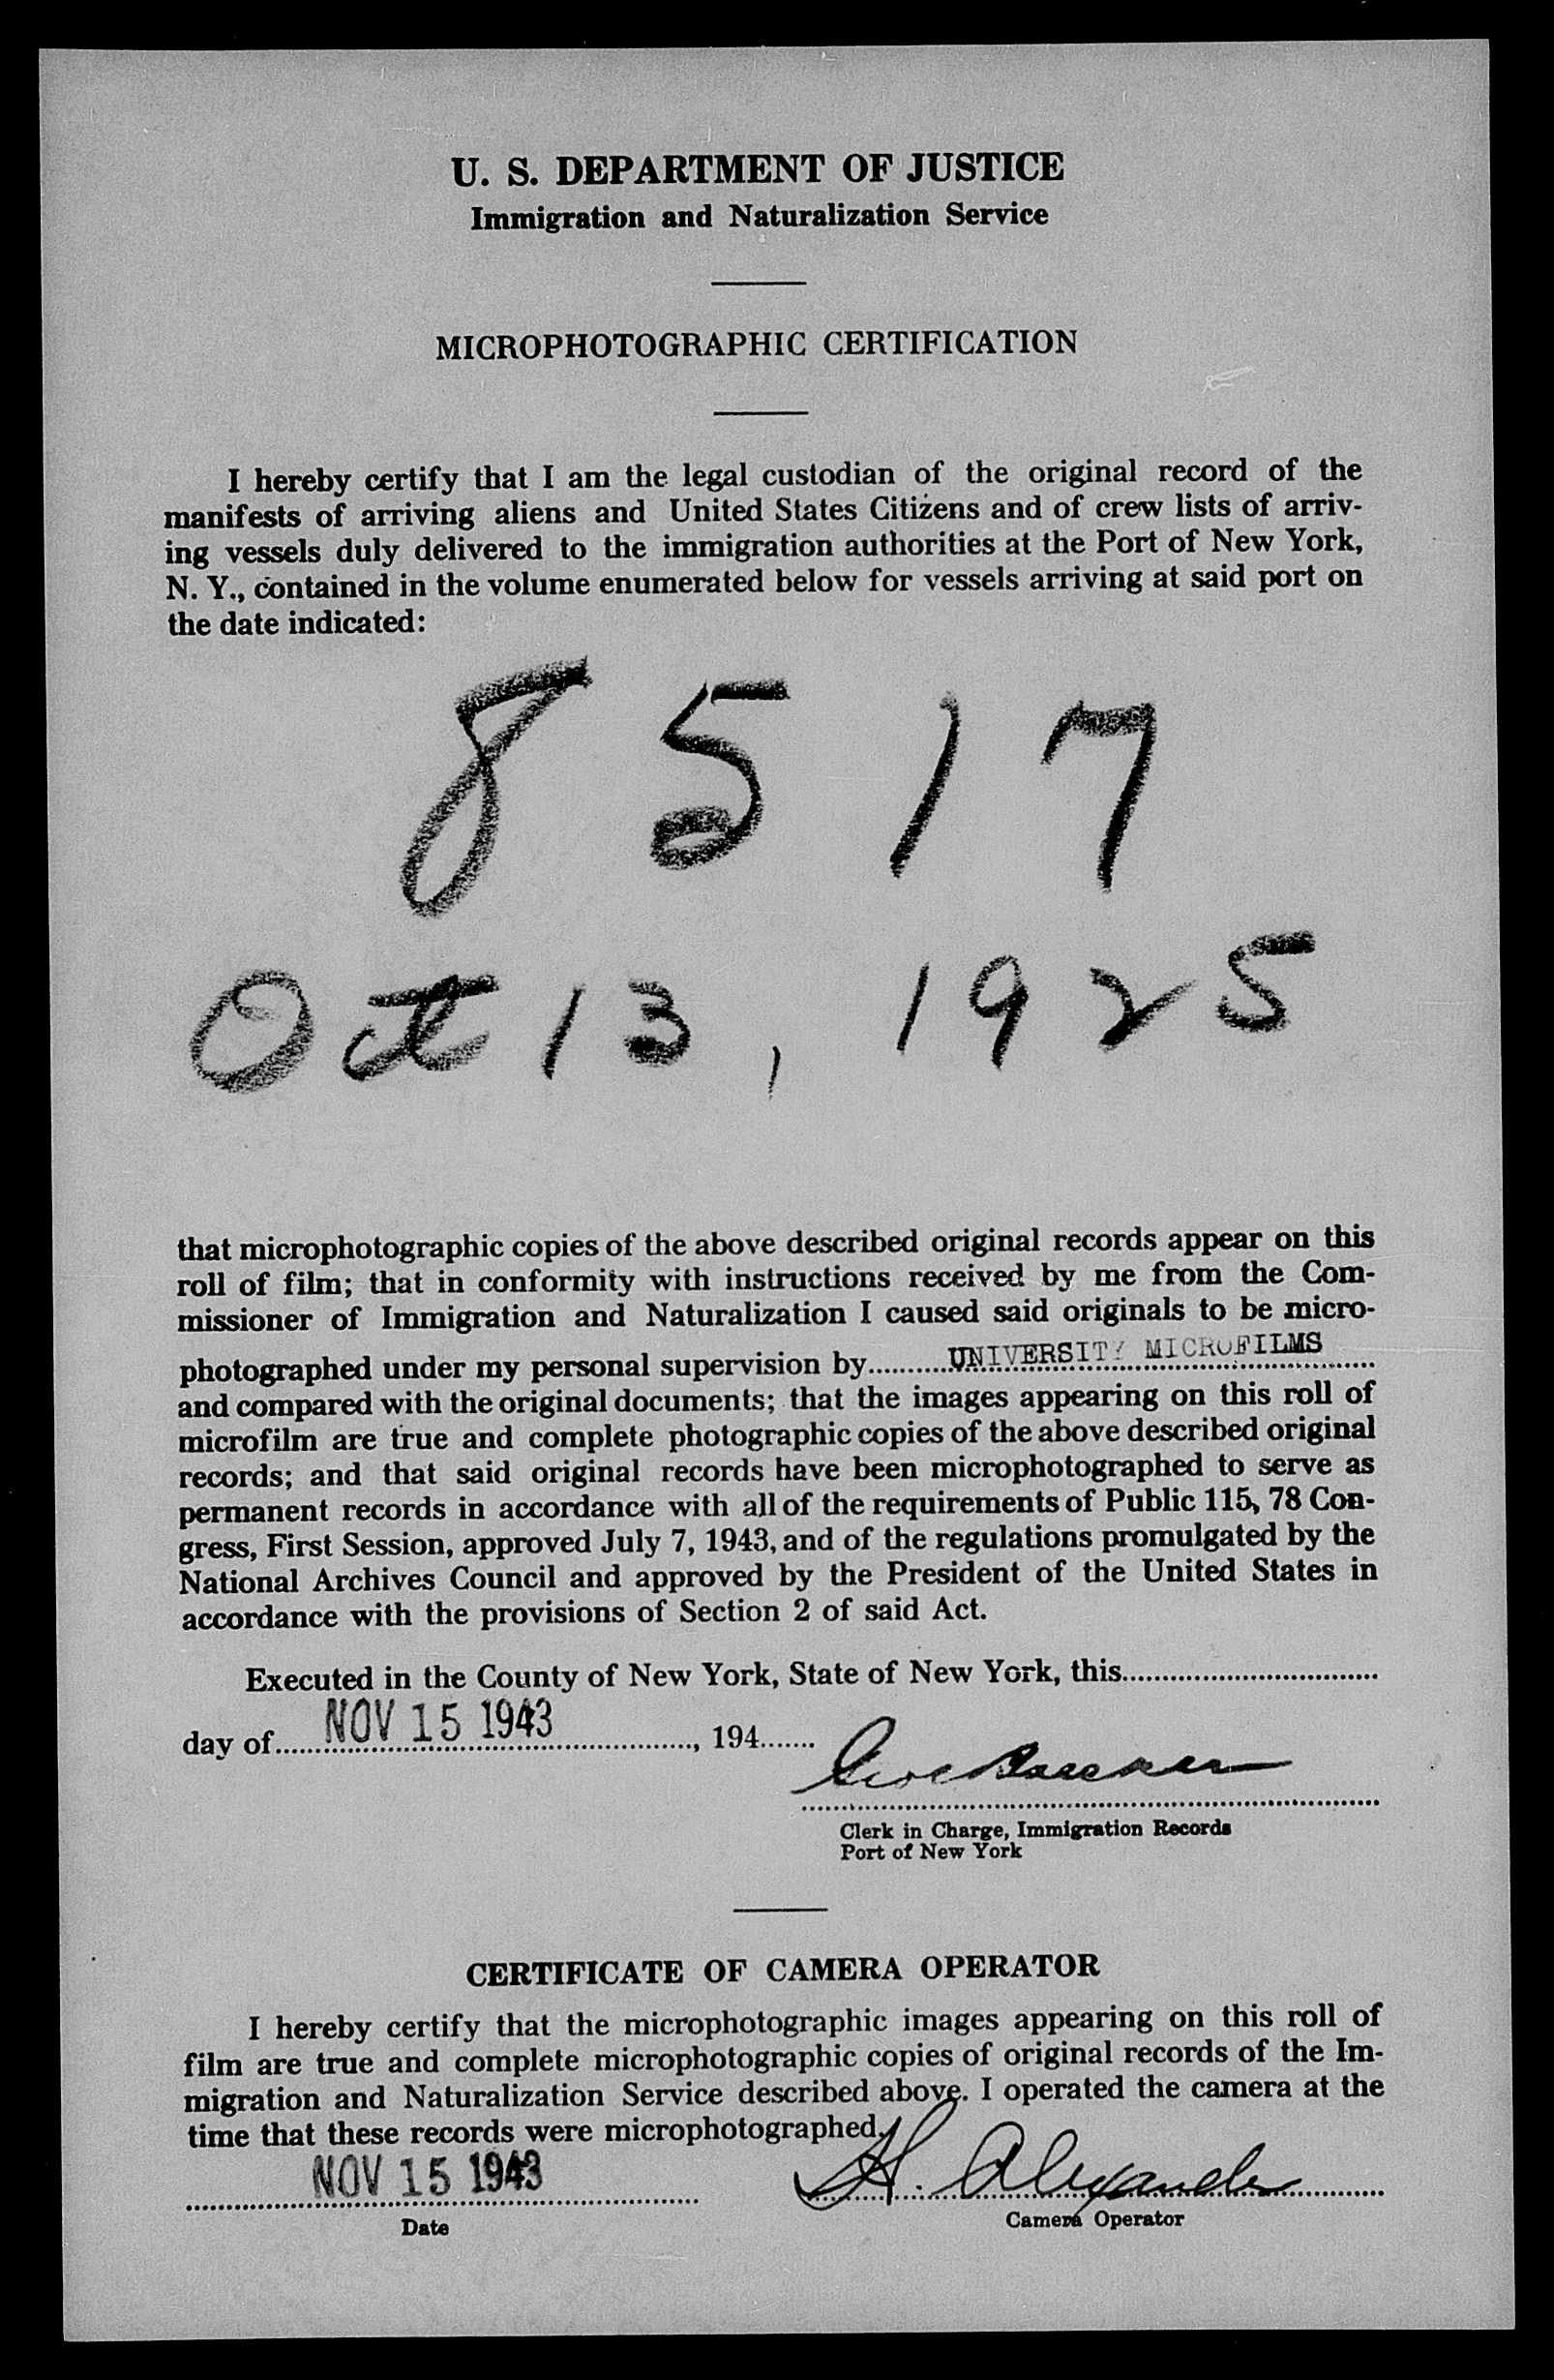 U. S. DEPARTMENT OF JUSTICE
Immigration and Naturalization Service
MICROPHOTOGRAPHIC CERTIFICATION
I hereby certify that I am the legal custodian of the original record of the
manifests of arriving aliens and United States Citizens and of crew lists of arriv-
ing vessels duly delivered to the immigration authorities at the Port of New York,
N. Y., contained in the volume enumerated below for vessels arriving at said port on
the date indicated:
8517
Oct 13, 1925
that microphotographic copies of the above described original records appear on this
roll of film; that in conformity with instructions received by me from the Com-
missioner of Immigration and Naturalization I caused said originals to be micro-
photographed under my personal supervision by..........UNIVERSITY MICROFILMS
and compared with the original documents; that the images appearing on this roll of
microfilm are true and complete photographic copies of the above described original
records; and that said original records have been microphotographed to serve as
permanent records in accordance with all of the requirements of Public 115, 78 Con-
gress, First Session, approved July 7, 1943, and of the regulations promulgated by the
National Archives Council and approved by the President of the United States in
accordance with the provisions of Section 2 of said Act.
Executed in the County of New York, State of New York, this................................
day of......NOV 15 1943.................., 194.......
Clerk in Charge, Immigration Records
Port of New York
CERTIFICATE OF CAMERA OPERATOR
I hereby certify that the microphotographic images appearing on this roll of
film are true and complete microphotographic copies of original records of the Im-
migration and Naturalization Service described above. I operated the camera at the
time that these records were microphotographed.
NOV 15 1943 H. Alexander
Date Camera Operator